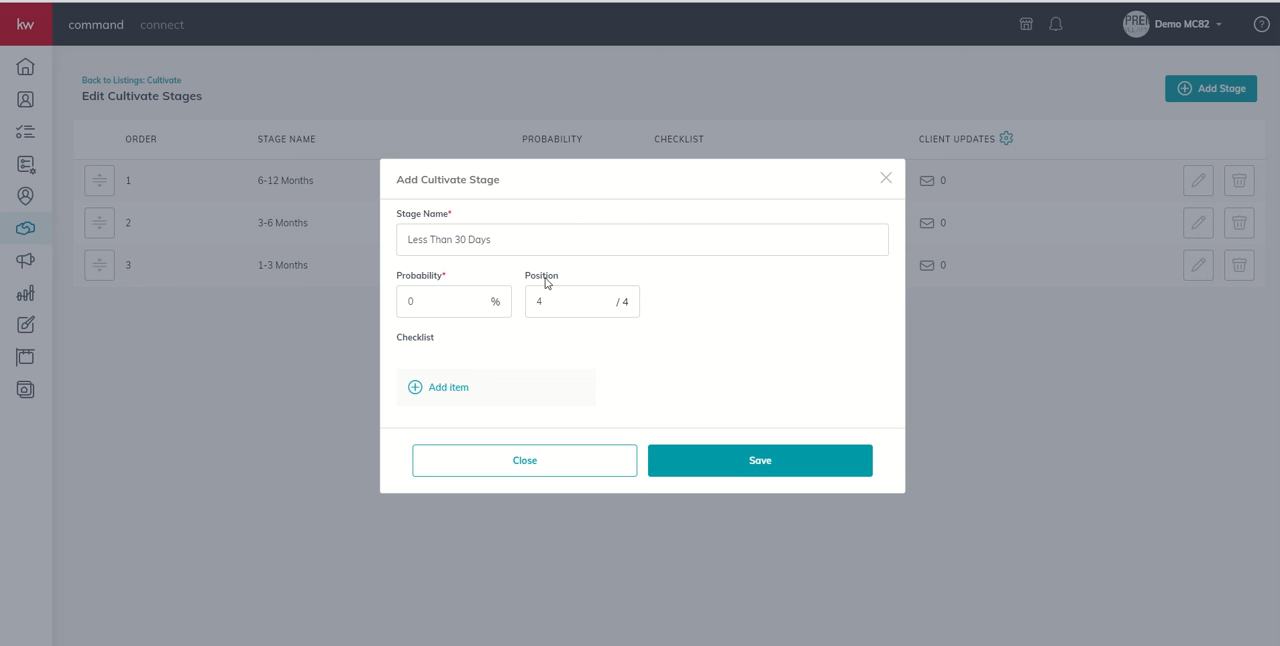 kw command connect Demo MC82
Back to Listings: Cultivate
Edit Cultivate Stages
Add Stage
ORDER STAGE NAME PROBABILITY CHECKLIST CLIENT UPDATES
1 6-12 Months 0
2 3-6 Months 0
3 1-3 Months 0
Add Cultivate Stage
Stage Name*
Less Than 30 Days
Probability* Position
0 % 4 / 4
Checklist
Add item
Close Save